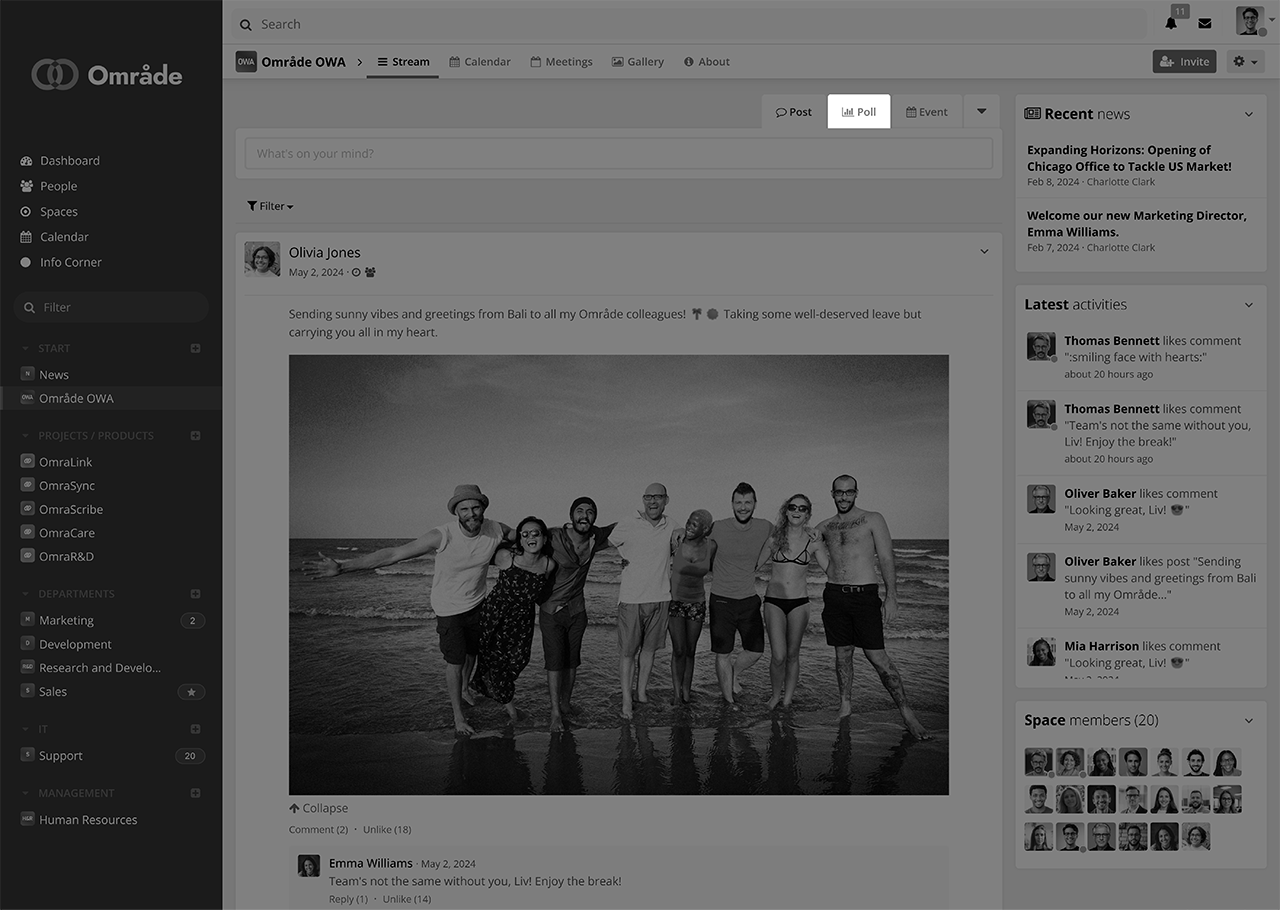 Område
Dashboard
People
Spaces
Calendar
Info Corner
Filter
START
News
OWA Område OWA
PROJECTS / PRODUCTS
OmraLink
OmraSync
OmraScribe
OmraCare
OmraR&D
DEPARTMENTS
M Marketing 2
D Development
R&D Research and Develo...
S Sales
IT
S Support 20
MANAGEMENT
H&R Human Resources
Search
11
OWA Område OWA Stream Calendar Meetings Gallery About Invite
Post Poll Event
What's on your mind?
Filter
Olivia Jones
May 2, 2024 ·
Sending sunny vibes and greetings from Bali to all my Område colleagues! 🌴 Taking some well-deserved leave but
carrying you all in my heart.
Collapse
Comment (2) · Unlike (18)
Emma Williams · May 2, 2024
Team's not the same without you, Liv! Enjoy the break!
Reply (1) · Unlike (14)
Recent news
Expanding Horizons: Opening of
Chicago Office to Tackle US Market!
Feb 8, 2024 · Charlotte Clark
Welcome our new Marketing Director,
Emma Williams.
Feb 7, 2024 · Charlotte Clark
Latest activities
Thomas Bennett likes comment
":smiling face with hearts:"
about 20 hours ago
Thomas Bennett likes comment
"Team's not the same without you,
Liv! Enjoy the break!"
about 20 hours ago
Oliver Baker likes comment
"Looking great, Liv! 😎"
May 2, 2024
Oliver Baker likes post "Sending
sunny vibes and greetings from Bali
to all my Område..."
May 2, 2024
Mia Harrison likes comment
"Looking great, Liv! 😎"
Space members (20)